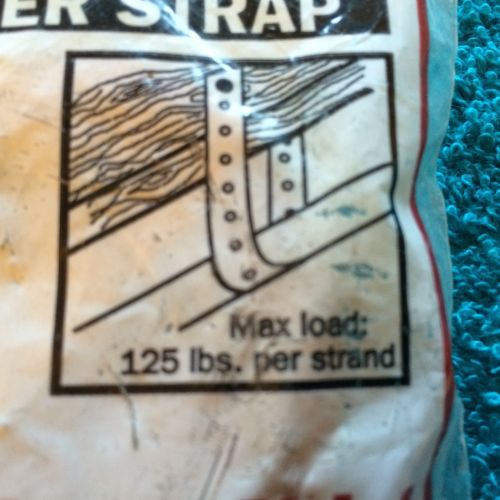 ER STRAP
Max load:
125 lbs. per strand